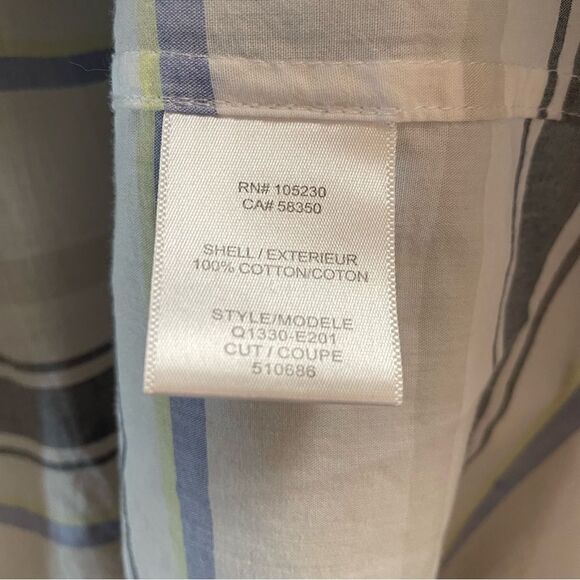 RN# 105230
CA# 58350
SHELL / EXTERIEUR
100% COTTON/COTON
STYLE/MODELE
Q1330-E201
CUT / COUPE
510686